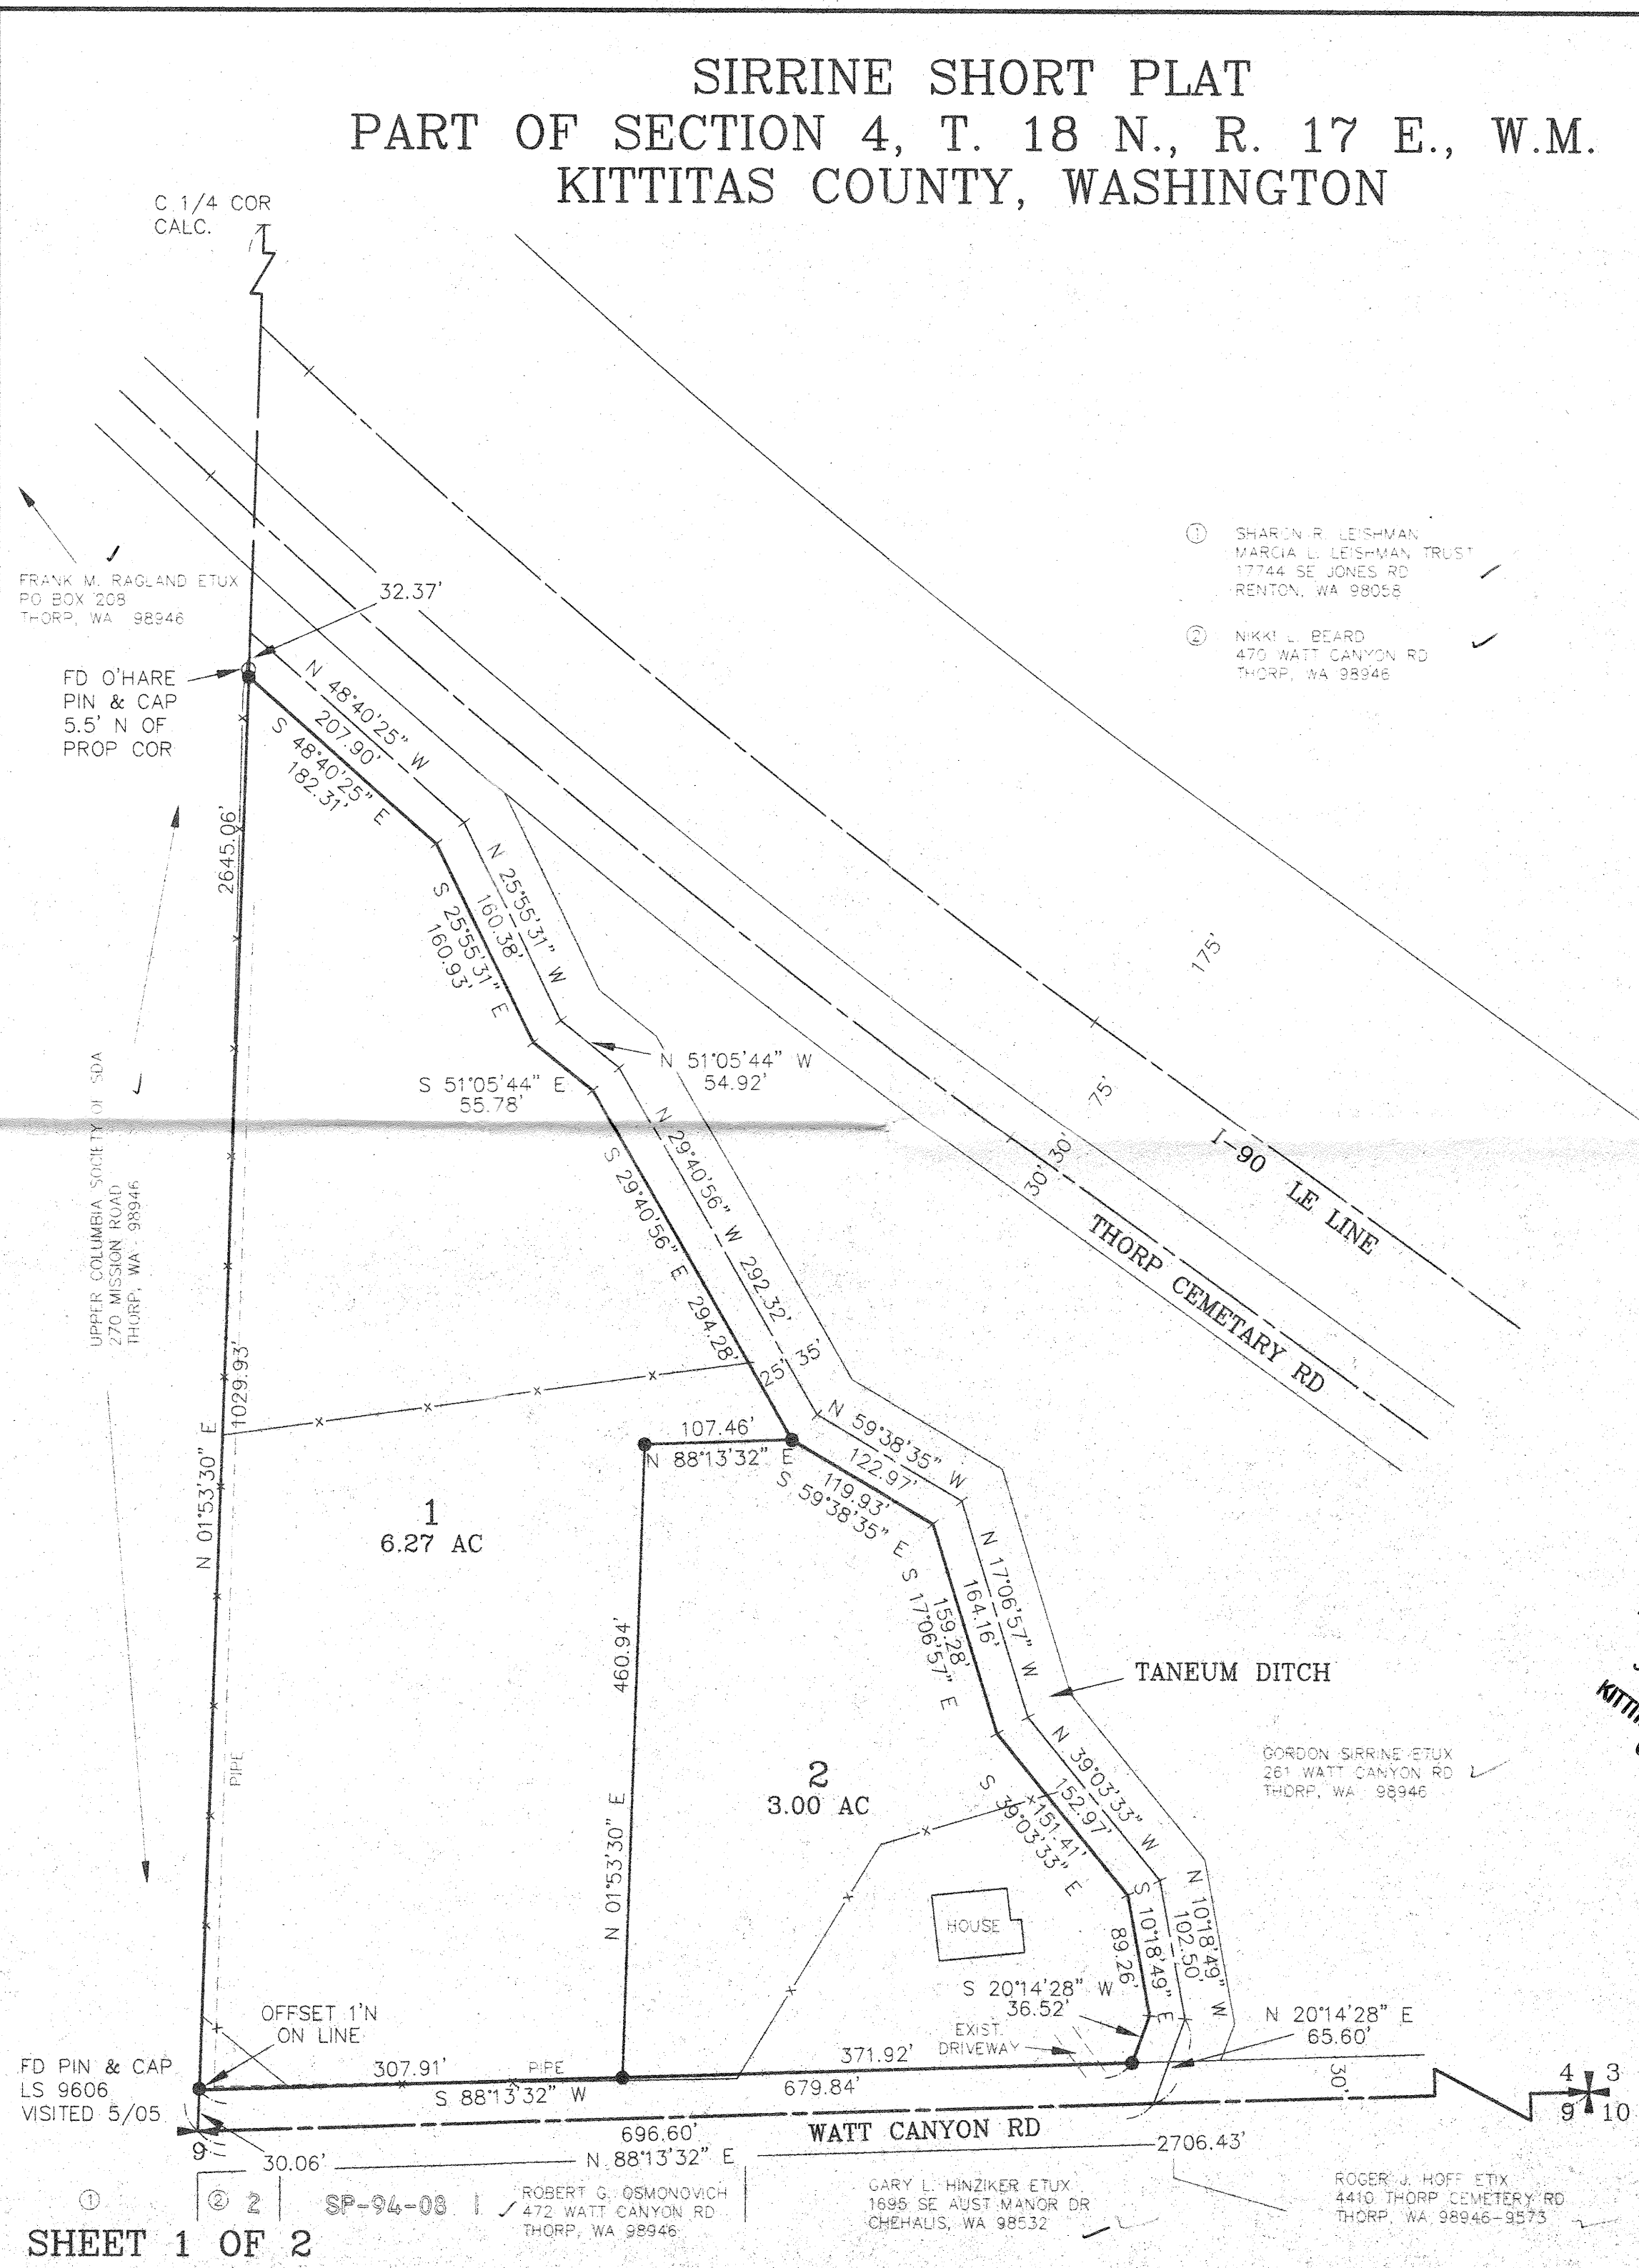 SIRRINE SHORT PLAT
PART OF SECTION 4, T. 18 N., R. 17 E., W.M.
KITTITAS COUNTY, WASHINGTON
C 1/4 COR
CALC.
FRANK M. RAGLAND ETUX
PO BOX 208
THORP, WA 98946
32.37'
① SHARON R. LEISHMAN
MARCIA L. LEISHMAN TRUST
17744 SE JONES RD
RENTON, WA 98058
② NIKKI L. BEARD
470 WATT CANYON RD
THORP, WA 98946
FD O'HARE
PIN & CAP
5.5' N OF
PROP COR
N 48°40'25" W
207.90'
S 48°40'25" E
182.31'
2645.06'
N 25°55'31" W
160.38'
S 25°55'31" E
160.93'
175'
N 51°05'44" W
54.92'
S 51°05'44" E
55.78'
75'
30' 30'
I-90 LE LINE
THORP CEMETARY RD
UPPER COLUMBIA SOCIETY OF SDA
270 MISSION ROAD
THORP, WA 98946
N 29°40'56" W 292.32'
S 29°40'56" E 294.28'
25' 35'
1029.93'
N 01°53'30" E
107.46'
N 88°13'32" E
N 59°38'35" W
122.97'
119.93'
S 59°38'35" E
1
6.27 AC
N 17°06'57" W
164.16'
159.28'
S 17°06'57" E
460.94'
N 01°53'30" E
TANEUM DITCH
KITTI
PIPE
2
3.00 AC
GORDON SIRRINE ETUX
261 WATT CANYON RD
THORP, WA 98946
N 39°03'33" W
152.97'
151.41'
S 39°03'33" E
HOUSE
N 10°18'49" W
102.50'
S 10°18'49" E
89.26'
S 20°14'28" W
36.52'
N 20°14'28" E
65.60'
EXIST.
DRIVEWAY
OFFSET 1'N
ON LINE
FD PIN & CAP
LS 9606
VISITED 5/05
307.91'
PIPE
S 88°13'32" W
371.92'
679.84'
30'
4 3
9 10
696.60'
WATT CANYON RD
9
30.06'
N 88°13'32" E
2706.43'
①
② 2
SP-94-08 1
ROBERT G. OSMONOVICH
472 WATT CANYON RD
THORP, WA 98946
GARY L. HINZIKER ETUX
1695 SE AUST MANOR DR
CHEHALIS, WA 98532
ROGER J. HOFF ETIX
4410 THORP CEMETERY RD
THORP, WA 98946-9573
SHEET 1 OF 2